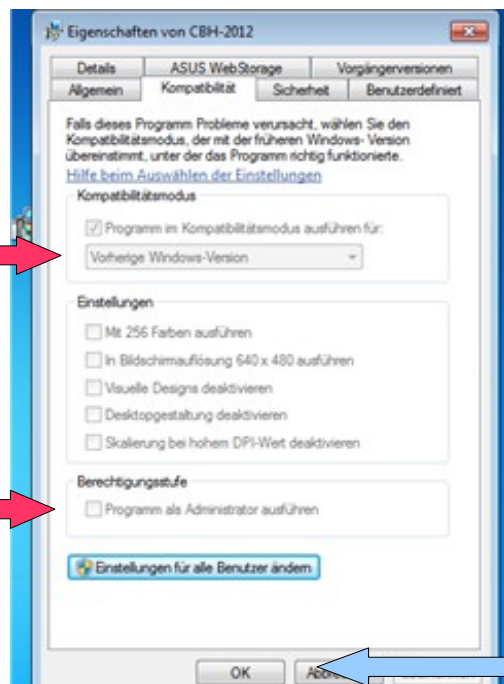 Eigenschaften von CBH-2012
Details ASUS WebStorage Vorgängerversionen
Allgemein Kompatibilität Sicherheit Benutzerdefiniert
Falls dieses Programm Probleme verursacht, wählen Sie den
Kompatibilitätsmodus, der mit der früheren Windows- Version
übereinstimmt, unter der das Programm richtig funktionierte.
Hilfe beim Auswählen der Einstellungen
Kompatibilitätsmodus
Programm im Kompatibilitätsmodus ausführen für:
Vorherige Windows-Version
Einstellungen
Mit 256 Farben ausführen
In Bildschirmauflösung 640 x 480 ausführen
Visuelle Designs deaktivieren
Desktopgestaltung deaktivieren
Skalierung bei hohem DPI-Wert deaktivieren
Berechtigungsstufe
Programm als Administrator ausführen
Einstellungen für alle Benutzer ändern
OK